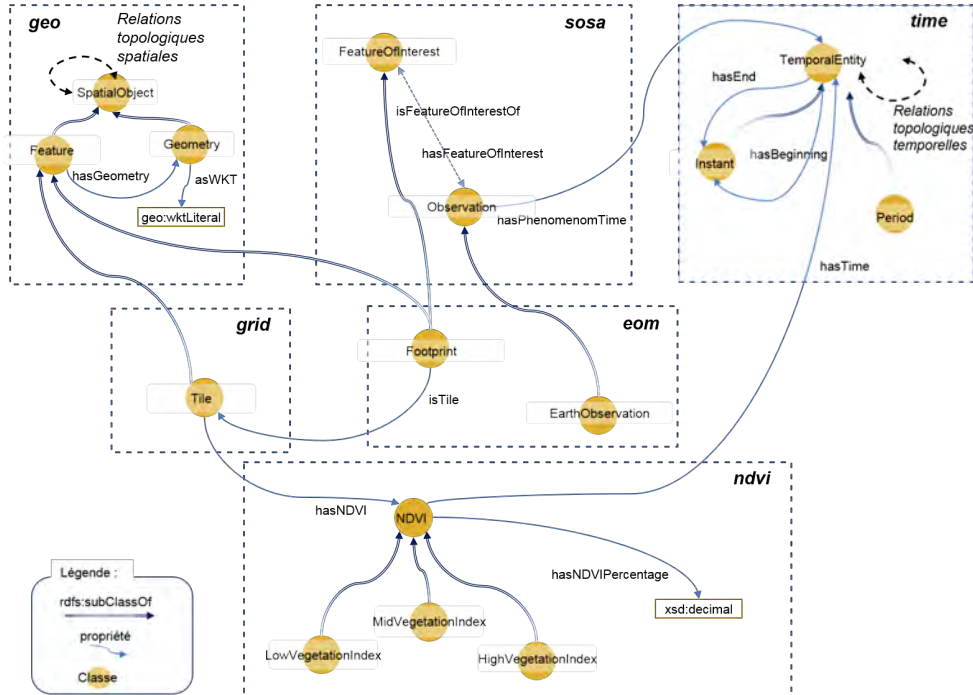 geo
Relations
topologiques
spatiales
SpatialObject
Feature
Geometry
hasGeometry
asWKT
geo:wktLiteral
sosa
FeatureOfInterest
isFeatureOfInterestOf
hasFeatureOfInterest
Observation
hasPhenomenomTime
time
TemporalEntity
hasEnd
Relations
topologiques
temporelles
hasBeginning
Instant
Period
hasTime
grid
Tile
eom
Footprint
isTile
EarthObservation
ndvi
hasNDVI
NDVI
hasNDVIPercentage
xsd:decimal
MidVegetationIndex
LowVegetationIndex
HighVegetationIndex
Légende :
rdfs:subClassOf
propriété
Classe